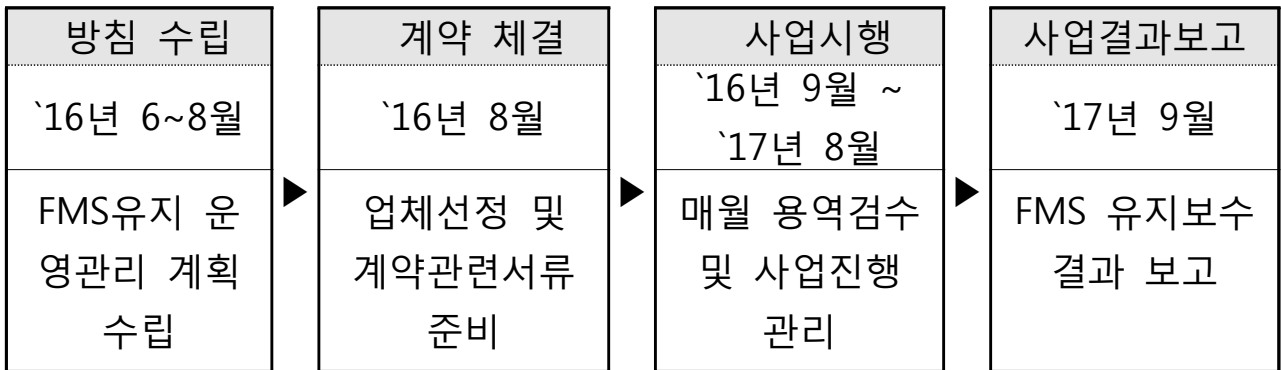 방침 수립
`16년 6~8월
FMS유지 운
영관리 계획
수립
▶
계약 체결
`16년 8월
업체선정 및
계약관련서류
준비
▶
사업시행
`16년 9월 ~
`17년 8월
매월 용역검수
및 사업진행
관리
▶
사업결과보고
`17년 9월
FMS 유지보수
결과 보고